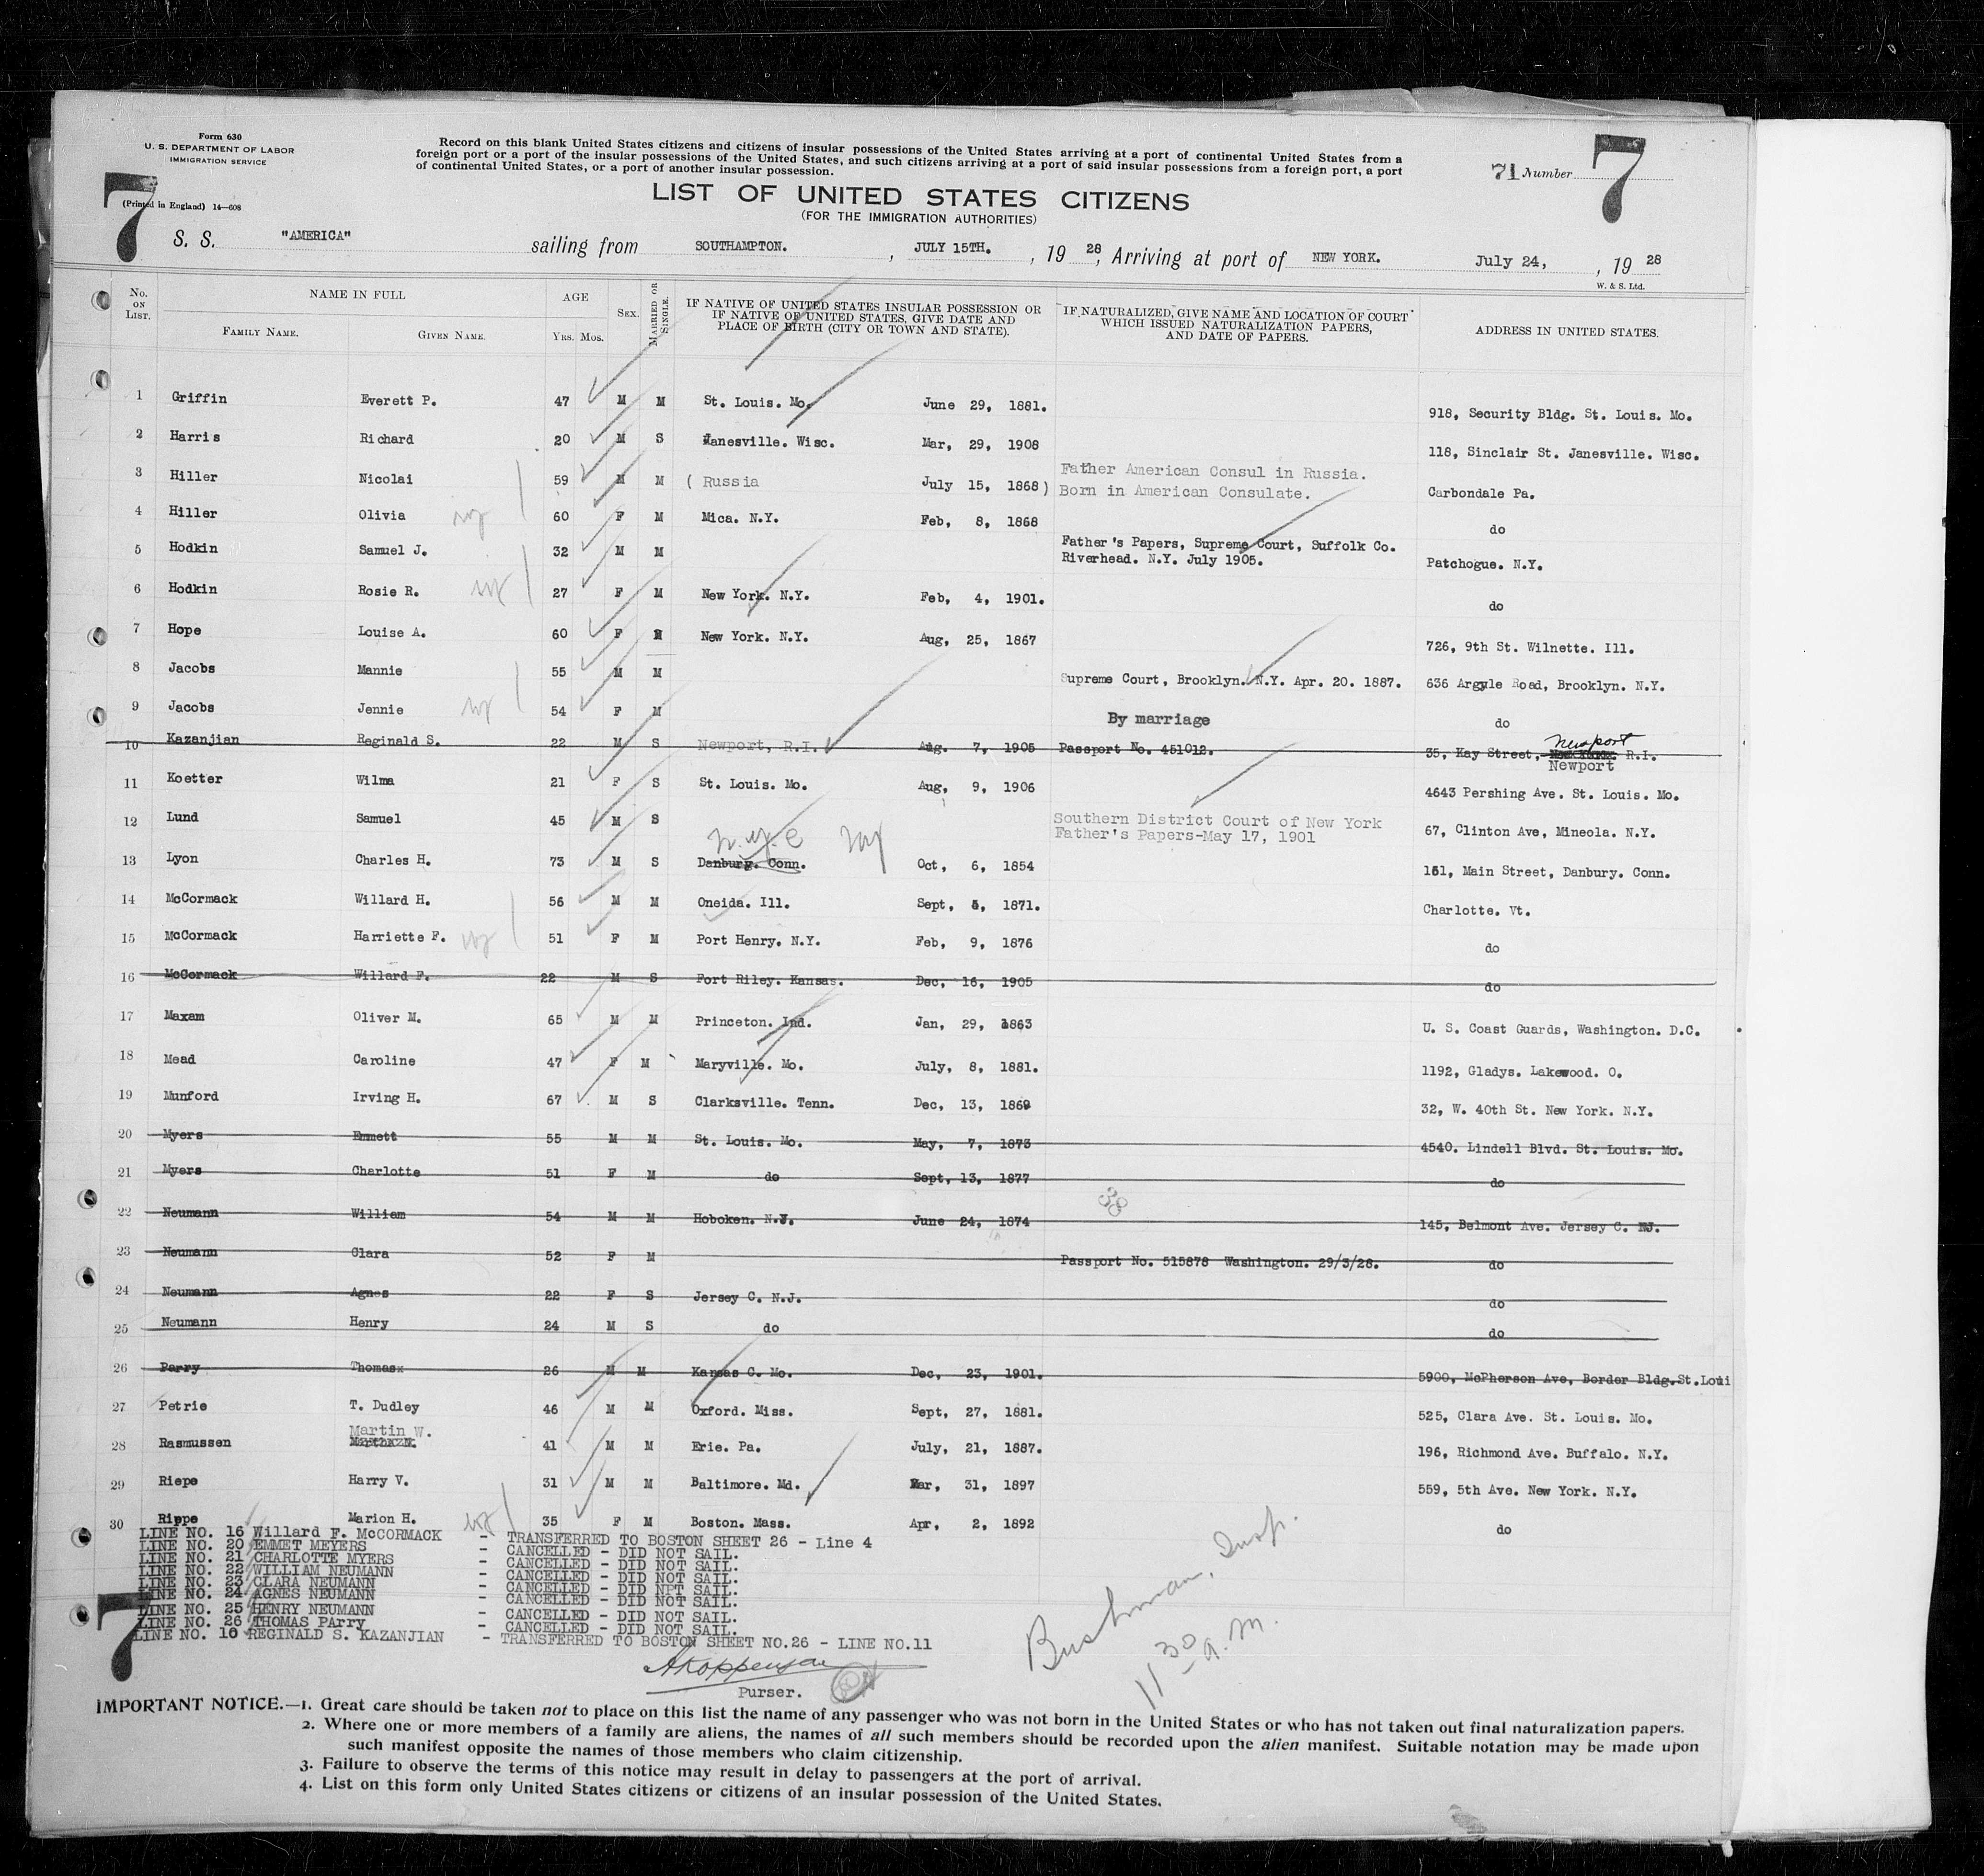 Form 630
U. S. DEPARTMENT OF LABOR
IMMIGRATION SERVICE
(Printed in England) 14—608
Record on this blank United States citizens and citizens of insular possessions of the United States arriving at a port of continental United States from a
foreign port or a port of the insular possessions of the United States, and such citizens arriving at a port of said insular possessions from a foreign port, a port
of continental United States, or a port of another insular possession.
71 Number 7
7
LIST OF UNITED STATES CITIZENS
(FOR THE IMMIGRATION AUTHORITIES)
S. S. "AMERICA" sailing from SOUTHAMPTON. , JULY 15TH. , 19 28, Arriving at port of NEW YORK. July 24, , 19 28
W. & S. Ltd.
No. ON LIST. NAME IN FULL FAMILY NAME. GIVEN NAME. AGE YRS. MOS. SEX. MARRIED OR SINGLE. IF NATIVE OF UNITED STATES INSULAR POSSESSION OR IF NATIVE OF UNITED STATES, GIVE DATE AND PLACE OF BIRTH (CITY OR TOWN AND STATE). IF NATURALIZED, GIVE NAME AND LOCATION OF COURT WHICH ISSUED NATURALIZATION PAPERS, AND DATE OF PAPERS. ADDRESS IN UNITED STATES.
1 Griffin Everett P. 47 M M St. Louis. Mo. June 29, 1881. 918, Security Bldg. St. Louis. Mo.
2 Harris Richard 20 M S Janesville. Wisc. Mar, 29, 1908 118, Sinclair St. Janesville. Wisc.
3 Hiller Nicolai 59 M M ( Russia July 15, 1868 ) Father American Consul in Russia. Born in American Consulate. Carbondale Pa.
4 Hiller Olivia 60 F M Mica. N.Y. Feb, 8, 1868 do
5 Hodkin Samuel J. 32 M M Father's Papers, Supreme Court, Suffolk Co. Riverhead. N.Y. July 1905. Patchogue. N.Y.
6 Hodkin Rosie R. 27 F M New York. N.Y. Feb, 4, 1901. do
7 Hope Louise A. 60 F New York. N.Y. Aug, 25, 1867 726, 9th St. Wilnette. Ill.
8 Jacobs Mannie 55 M M Supreme Court, Brooklyn. N.Y. Apr. 20. 1887. 636 Argyle Road, Brooklyn. N.Y.
9 Jacobs Jennie 54 F M By marriage do
10 Kazanjian Reginald S. 22 M S Newport, R.I. Aug. 7, 1905 Passport No. 451012. 35, Kay Street, Newport R.I.
Newport
11 Koetter Wilma 21 F S St. Louis. Mo. Aug, 9, 1906 4643 Pershing Ave. St. Louis. Mo.
12 Lund Samuel 45 M S Southern District Court of New York Father's Papers-May 17, 1901 67, Clinton Ave, Mineola. N.Y.
n.y.c
13 Lyon Charles H. 73 M S Danbury. Conn. Oct, 6, 1854 151, Main Street, Danbury. Conn.
14 McCormack Willard H. 56 M M Oneida. Ill. Sept, 5, 1871. Charlotte. Vt.
15 McCormack Harriette F. 51 F M Port Henry. N.Y. Feb, 9, 1876 do
16 McCormack Willard F. 22 M S Fort Riley. Kansas. Dec, 16, 1905 do
17 Maxam Oliver M. 65 M M Princeton. Ind. Jan, 29, 1863 U. S. Coast Guards, Washington. D.C.
18 Mead Caroline 47 F M Maryville. Mo. July, 8, 1881. 1192, Gladys. Lakewood. O.
19 Munford Irving H. 67 M S Clarksville. Tenn. Dec, 13, 1860 32, W. 40th St. New York. N.Y.
20 Myers Emmett 55 M M St. Louis. Mo. May, 7, 1873 4540. Lindell Blvd. St. Louis. Mo.
21 Myers Charlotte 51 F M do Sept, 13, 1877 do
22 Neumann William 54 M M Hoboken. N.J. June 24, 1874 145, Belmont Ave. Jersey C. NJ.
38
23 Neumann Clara 52 F M Passport No. 515878 Washington. 29/3/28. do
24 Neumann Agnes 22 F S Jersey C. N.J. do
25 Neumann Henry 24 M S do do
26 Parry Thomas 26 M M Kansas C. Mo. Dec, 23, 1901. 5900, McPherson Ave, Border Bldg. St.Loui
27 Petrie T. Dudley 46 M M Oxford. Miss. Sept, 27, 1881. 525, Clara Ave. St. Louis. Mo.
28 Rasmussen Martin W. 41 M M Erie. Pa. July, 21, 1887. 196, Richmond Ave. Buffalo. N.Y.
29 Riepe Harry V. 31 M M Baltimore. Md. Mar, 31, 1897 559, 5th Ave. New York. N.Y.
30 Rippe Marion H. 35 F M Boston. Mass. Apr, 2, 1892 do
LINE NO. 16 Willard F. McCORMACK - TRANSFERRED TO BOSTON SHEET 26 - Line 4
LINE NO. 20 EMMET MEYERS - CANCELLED - DID NOT SAIL.
LINE NO. 21 CHARLOTTE MYERS - CANCELLED - DID NOT SAIL.
LINE NO. 22 WILLIAM NEUMANN - CANCELLED - DID NOT SAIL.
LINE NO. 23 CLARA NEUMANN - CANCELLED - DID NPT SAIL.
LINE NO. 24 AGNES NEUMANN - CANCELLED - DID NOT SAIL.
LINE NO. 25 HENRY NEUMANN - CANCELLED - DID NOT SAIL.
LINE NO. 26 THOMAS PArry - CANCELLED - DID NOT SAIL.
LINE NO. 10 REGINALD S. KAZANJIAN - TRANSFERRED TO BOSTON SHEET NO.26 - LINE NO.11
7
Bushman, Insp.
11 30 a.m.
Purser.
IMPORTANT NOTICE.—1. Great care should be taken not to place on this list the name of any passenger who was not born in the United States or who has not taken out final naturalization papers.
2. Where one or more members of a family are aliens, the names of all such members should be recorded upon the alien manifest. Suitable notation may be made upon
such manifest opposite the names of those members who claim citizenship.
3. Failure to observe the terms of this notice may result in delay to passengers at the port of arrival.
4. List on this form only United States citizens or citizens of an insular possession of the United States.